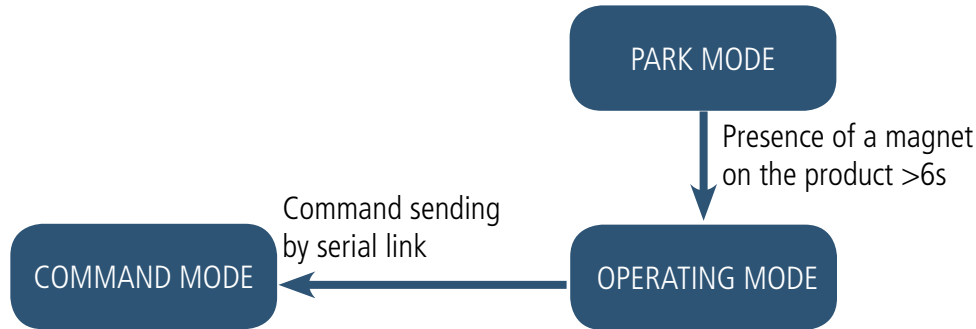 PARK MODE
Presence of a magnet
on the product >6s
Command sending
by serial link
COMMAND MODE
OPERATING MODE